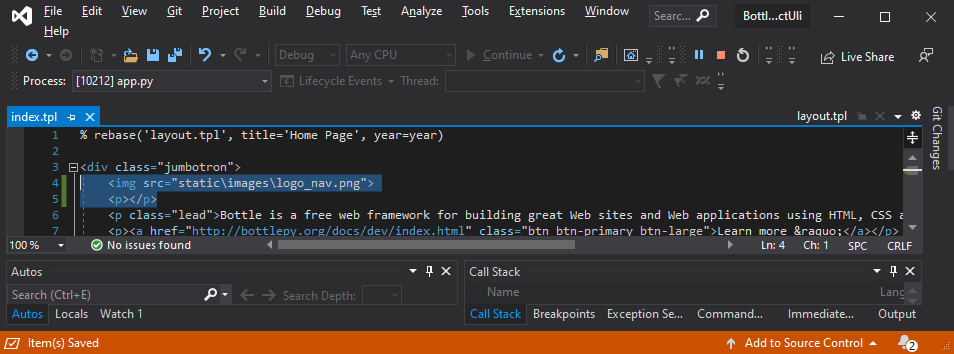 File Edit View Git Project Build Debug Test Analyze Tools Extensions Window Searc... Bottl...ctUli
Help
Debug Any CPU Continue Live Share
Process: [10212] app.py Lifecycle Events Thread:
index.tpl layout.tpl
Git Changes
1 % rebase('layout.tpl', title='Home Page', year=year)
2
3 <div class="jumbotron">
4 <img src="static\images\logo_nav.png">
5 <p></p>
6 <p class="lead">Bottle is a free web framework for building great Web sites and Web applications using HTML, CSS a
7 <p><a href="http://bottlepy.org/docs/dev/index.html" class="btn btn-primary btn-large">Learn more &raquo;</a></p>
100 % No issues found Ln: 4 Ch: 1 SPC CRLF
Autos Call Stack
Search (Ctrl+E) Search Depth: Name Lang
Autos Locals Watch 1 Call Stack Breakpoints Exception Se... Command... Immediate... Output
Item(s) Saved Add to Source Control 2